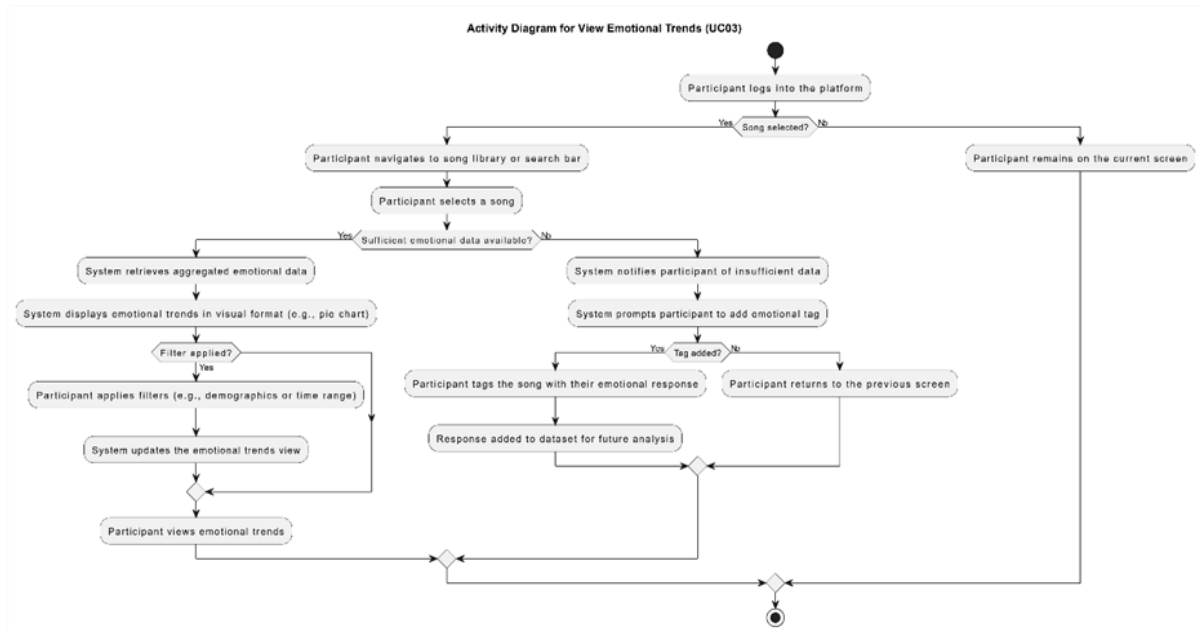 Activity Diagram for View Emotional Trends (UC03)
Participant logs into the platform
Yes
Song selected?
No
Participant navigates to song library or search bar
Participant remains on the current screen
Participant selects a song
Yes
Sufficient emotional data available?
No
System retrieves aggregated emotional data
System notifies participant of insufficient data
System displays emotional trends in visual format (e.g., pie chart)
System prompts participant to add emotional tag
Filter applied?
Yes
Yes
Tag added?
No
Participant applies filters (e.g., demographics or time range)
Participant tags the song with their emotional response
Participant returns to the previous screen
System updates the emotional trends view
Response added to dataset for future analysis
Participant views emotional trends